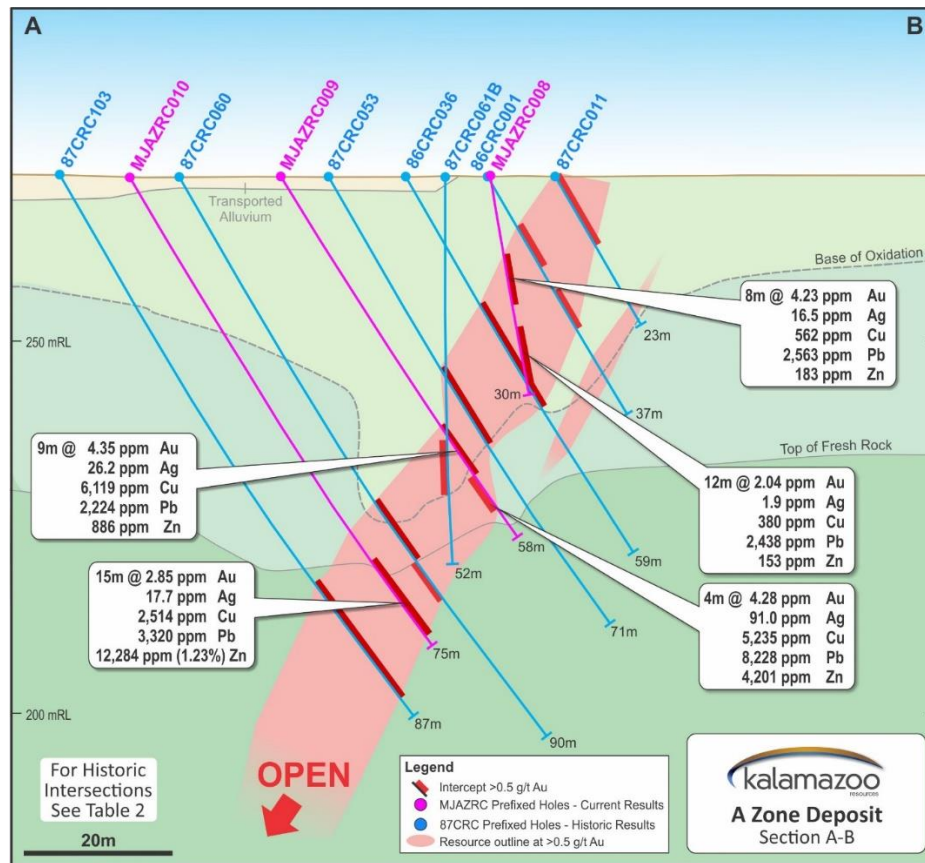 A
B
87CRC103
MJAZRC010
87CRC060
MJAZRC009
87CRC053
86CRC036
87CRC061B
86CRC001
MJAZRC008
87CRC011
Transported
Alluvium
Base of Oxidation
8m @ 4.23 ppm Au
16.5 ppm Ag
562 ppm Cu
2,563 ppm Pb
183 ppm Zn
23m
250 mRL
30m
37m
Top of Fresh Rock
9m @ 4.35 ppm Au
26.2 ppm Ag
6,119 ppm Cu
2,224 ppm Pb
886 ppm Zn
12m @ 2.04 ppm Au
1.9 ppm Ag
380 ppm Cu
2,438 ppm Pb
153 ppm Zn
58m
59m
52m
15m @ 2.85 ppm Au
17.7 ppm Ag
2,514 ppm Cu
3,320 ppm Pb
12,284 ppm (1.23%) Zn
4m @ 4.28 ppm Au
91.0 ppm Ag
5,235 ppm Cu
8,228 ppm Pb
4,201 ppm Zn
71m
75m
200 mRL
87m
90m
For Historic
Intersections
See Table 2
20m
OPEN
Legend
Intercept >0.5 g/t Au
MJAZRC Prefixed Holes - Current Results
87CRC Prefixed Holes - Historic Results
Resource outline at >0.5 g/t Au
kalamazoo
resources
A Zone Deposit
Section A-B